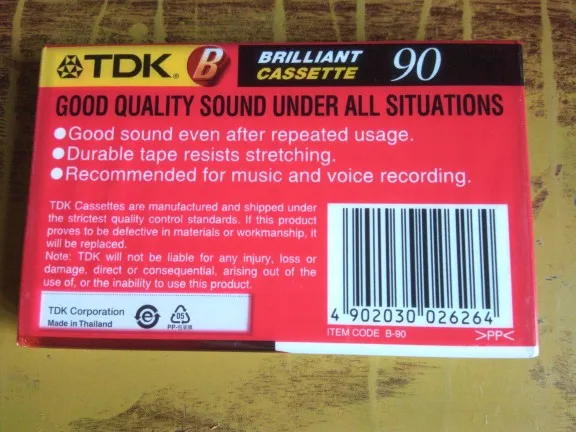 TDK® B BRILLIANT CASSETTE 90
GOOD QUALITY SOUND UNDER ALL SITUATIONS
●Good sound even after repeated usage.
●Durable tape resists stretching.
●Recommended for music and voice recording.
TDK Cassettes are manufactured and shipped under
the strictest quality control standards. If this product
proves to be defective in materials or workmanship, it
will be replaced.
Note: TDK will not be liable for any injury, loss or
damage, direct or consequential, arising out of the
use of, or the inability to use this product.
TDK Corporation
Made in Thailand
05
4 902030 026264
ITEM CODE B-90
>PP<